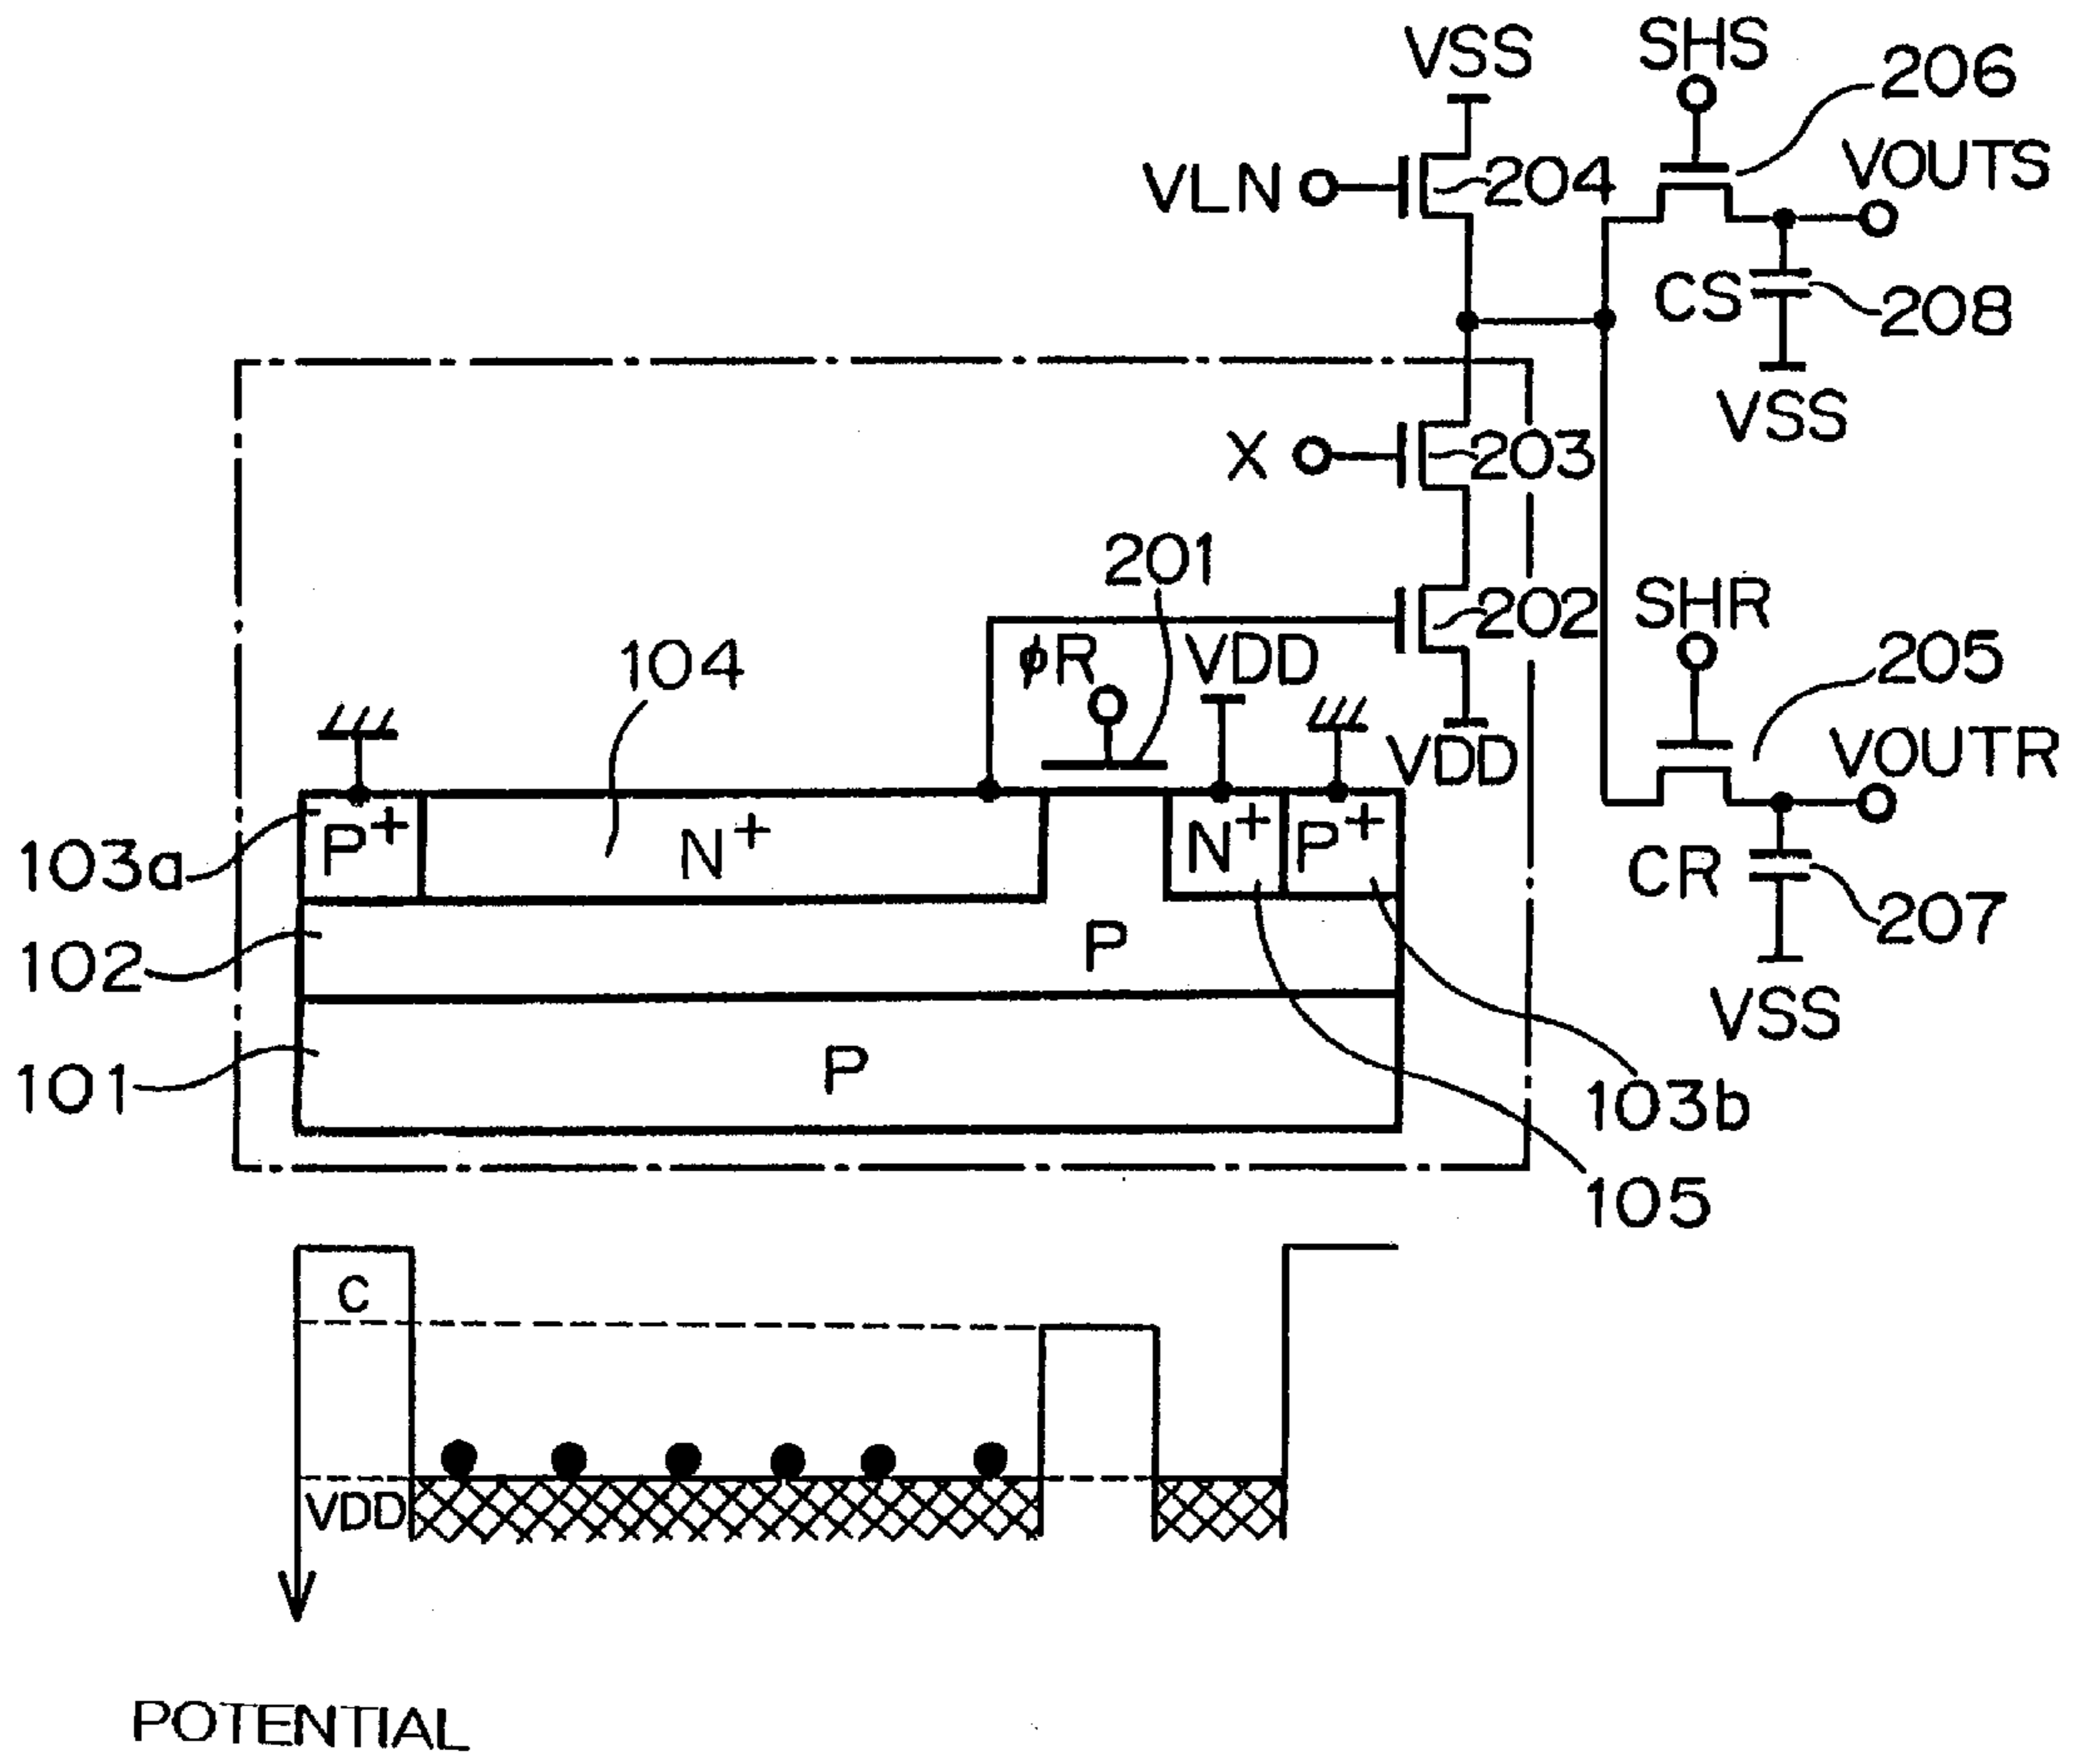 VSS
SHS
206
VLN
204
VOUTS
CS
208
VSS
X
203
201
202
SHR
205
104
ϕR
VDD
VDD
VOUTR
103a
P+
N+
N+
P+
CR
207
102
P
VSS
101
P
103b
105
C
VDD
POTENTIAL